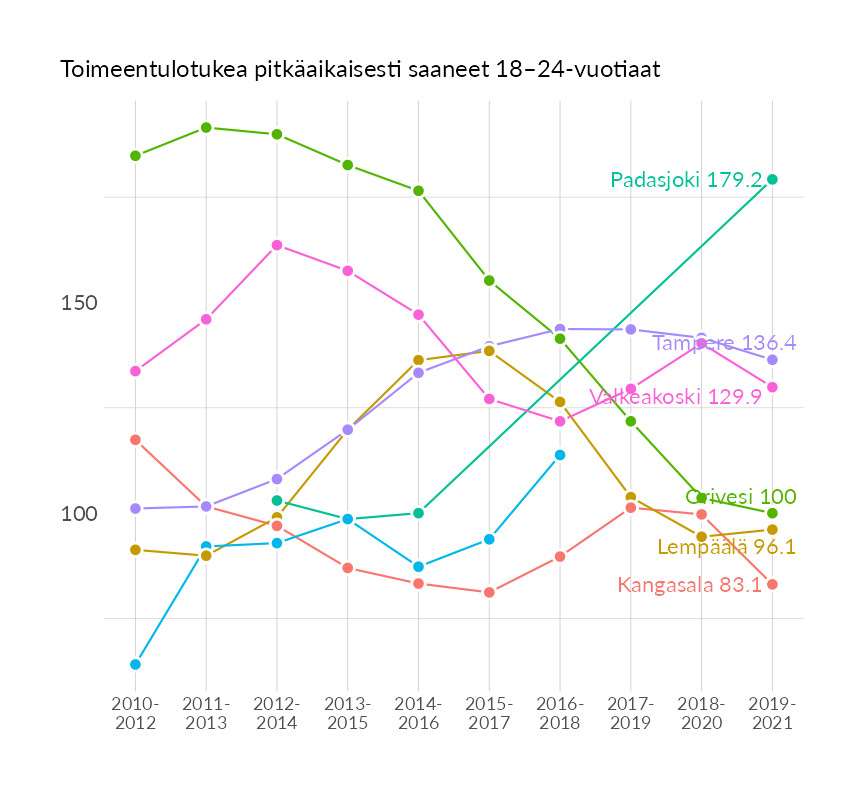 Toimeentulotukea pitkäaikaisesti saaneet 18–24-vuotiaat
Padasjoki 179.2
150
Tampere 136.4
Valkeakoski 129.9
Orivesi 100
100
Lempäälä 96.1
Kangasala 83.1
2010- 2011- 2012- 2013- 2014- 2015- 2016- 2017- 2018- 2019-
2012 2013 2014 2015 2016 2017 2018 2019 2020 2021